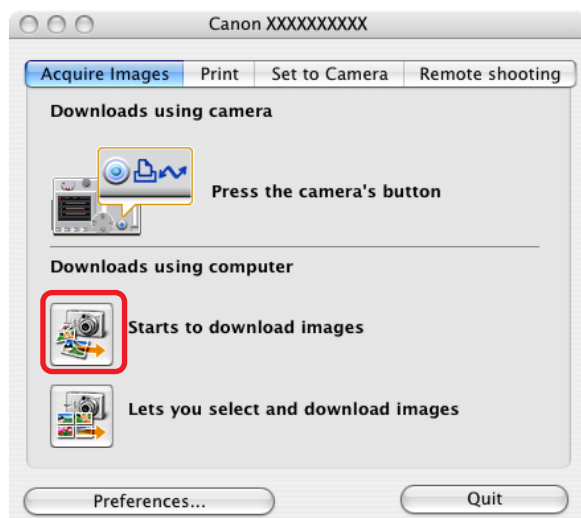 Canon XXXXXXXXXX
Acquire Images Print Set to Camera Remote shooting
Downloads using camera
Press the camera's button
Downloads using computer
Starts to download images
Lets you select and download images
Preferences... Quit